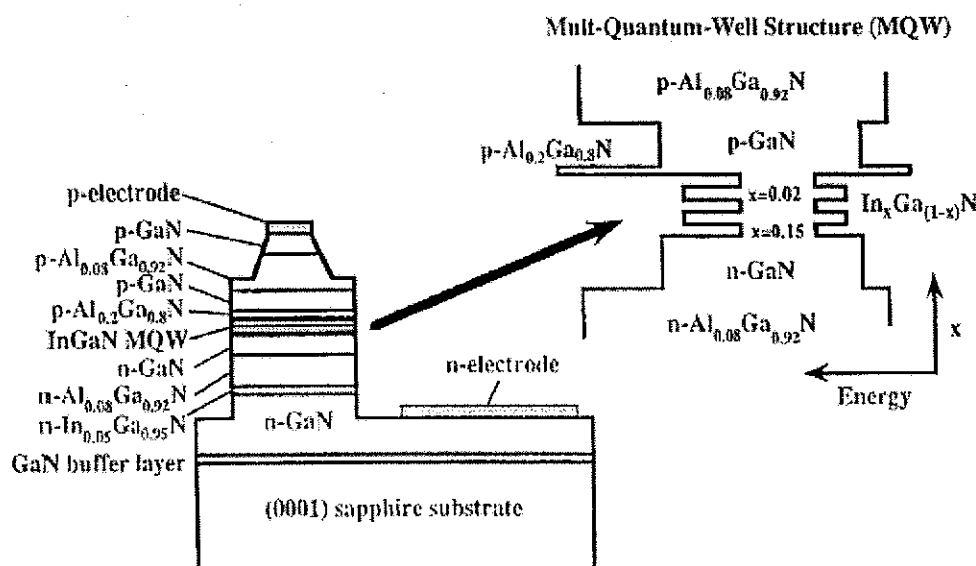 Mult-Quantum-Well Structure (MQW)
p-Al0.08Ga0.92N
p-GaN
p-Al0.2Ga0.8N
x=0.02
InxGa(1-x)N
x=0.15
n-GaN
n-Al0.08Ga0.92N
x
Energy
p-electrode
p-GaN
p-Al0.08Ga0.92N
p-GaN
p-Al0.2Ga0.8N
InGaN MQW
n-GaN
n-Al0.08Ga0.92N
n-In0.05Ga0.95N
GaN buffer layer
n-electrode
n-GaN
(0001) sapphire substrate